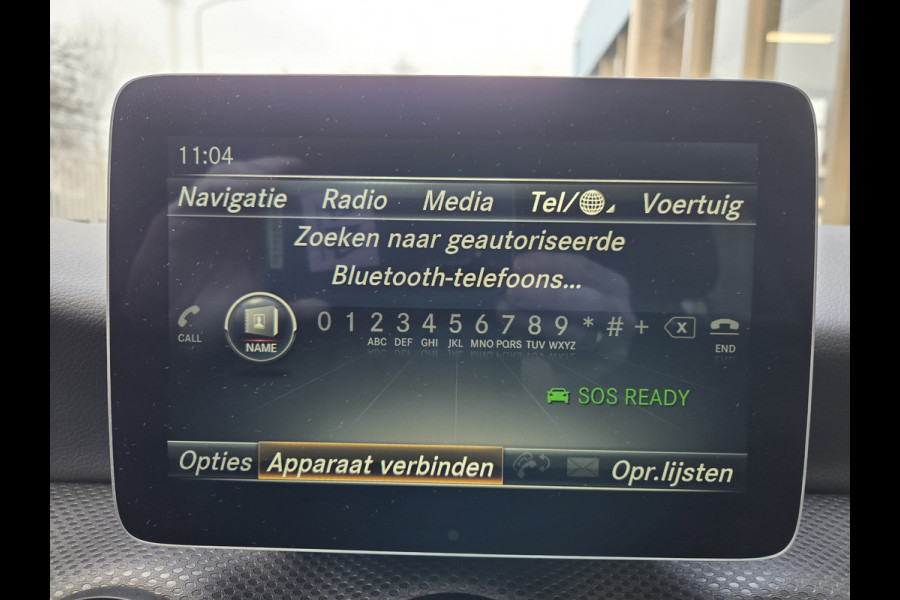 11:04
Navigatie Radio Media Tel/ Voertuig
Zoeken naar geautoriseerde
Bluetooth-telefoons...
CALL NAME 0 1 2 3 4 5 6 7 8 9 * # + X END
ABC DEF GHI JKL MNO PQRS TUV WXYZ
SOS READY
Opties Apparaat verbinden Opr.lijsten